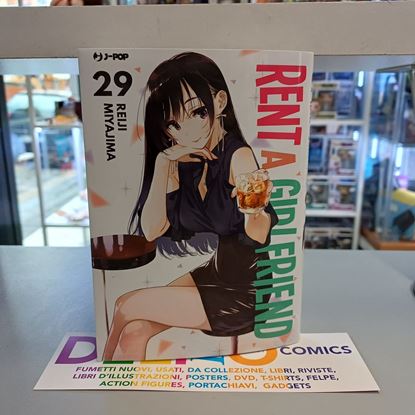 J-POP
29
REIJI
MIYAJIMA
RENT A GIRLFRIEND
COMICS
FUMETTI NUOVI, USATI, DA COLLEZIONE, LIBRI, RIVISTE,
LIBRI D'ILLUSTRAZIONI, POSTERS, DVD, T-SHIRTS, FELPE,
ACTION FIGURES, PORTACHIAVI, GADGETS